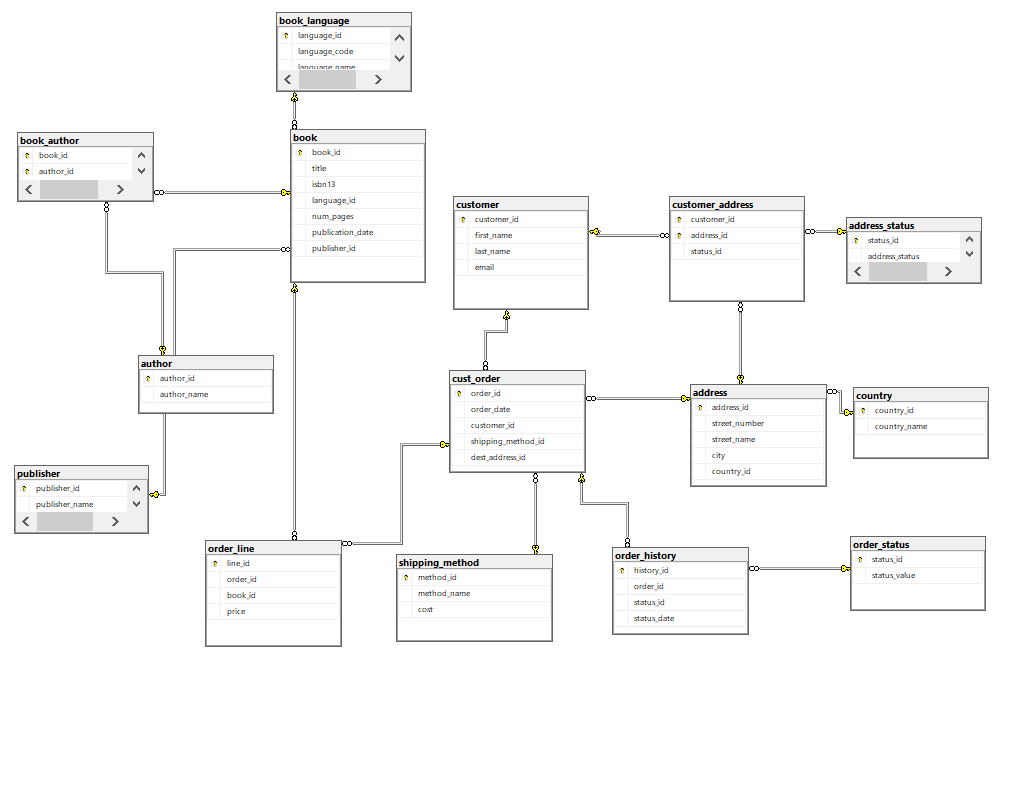 book_language
language_id
language_code
language_name
book_author
book_id
author_id
book
book_id
title
isbn13
language_id
num_pages
publication_date
publisher_id
customer
customer_id
first_name
last_name
email
customer_address
customer_id
address_id
status_id
address_status
status_id
address_status
author
author_id
author_name
cust_order
order_id
order_date
customer_id
shipping_method_id
dest_address_id
address
address_id
street_number
street_name
city
country_id
country
country_id
country_name
publisher
publisher_id
publisher_name
order_line
line_id
order_id
book_id
price
shipping_method
method_id
method_name
cost
order_history
history_id
order_id
status_id
status_date
order_status
status_id
status_value